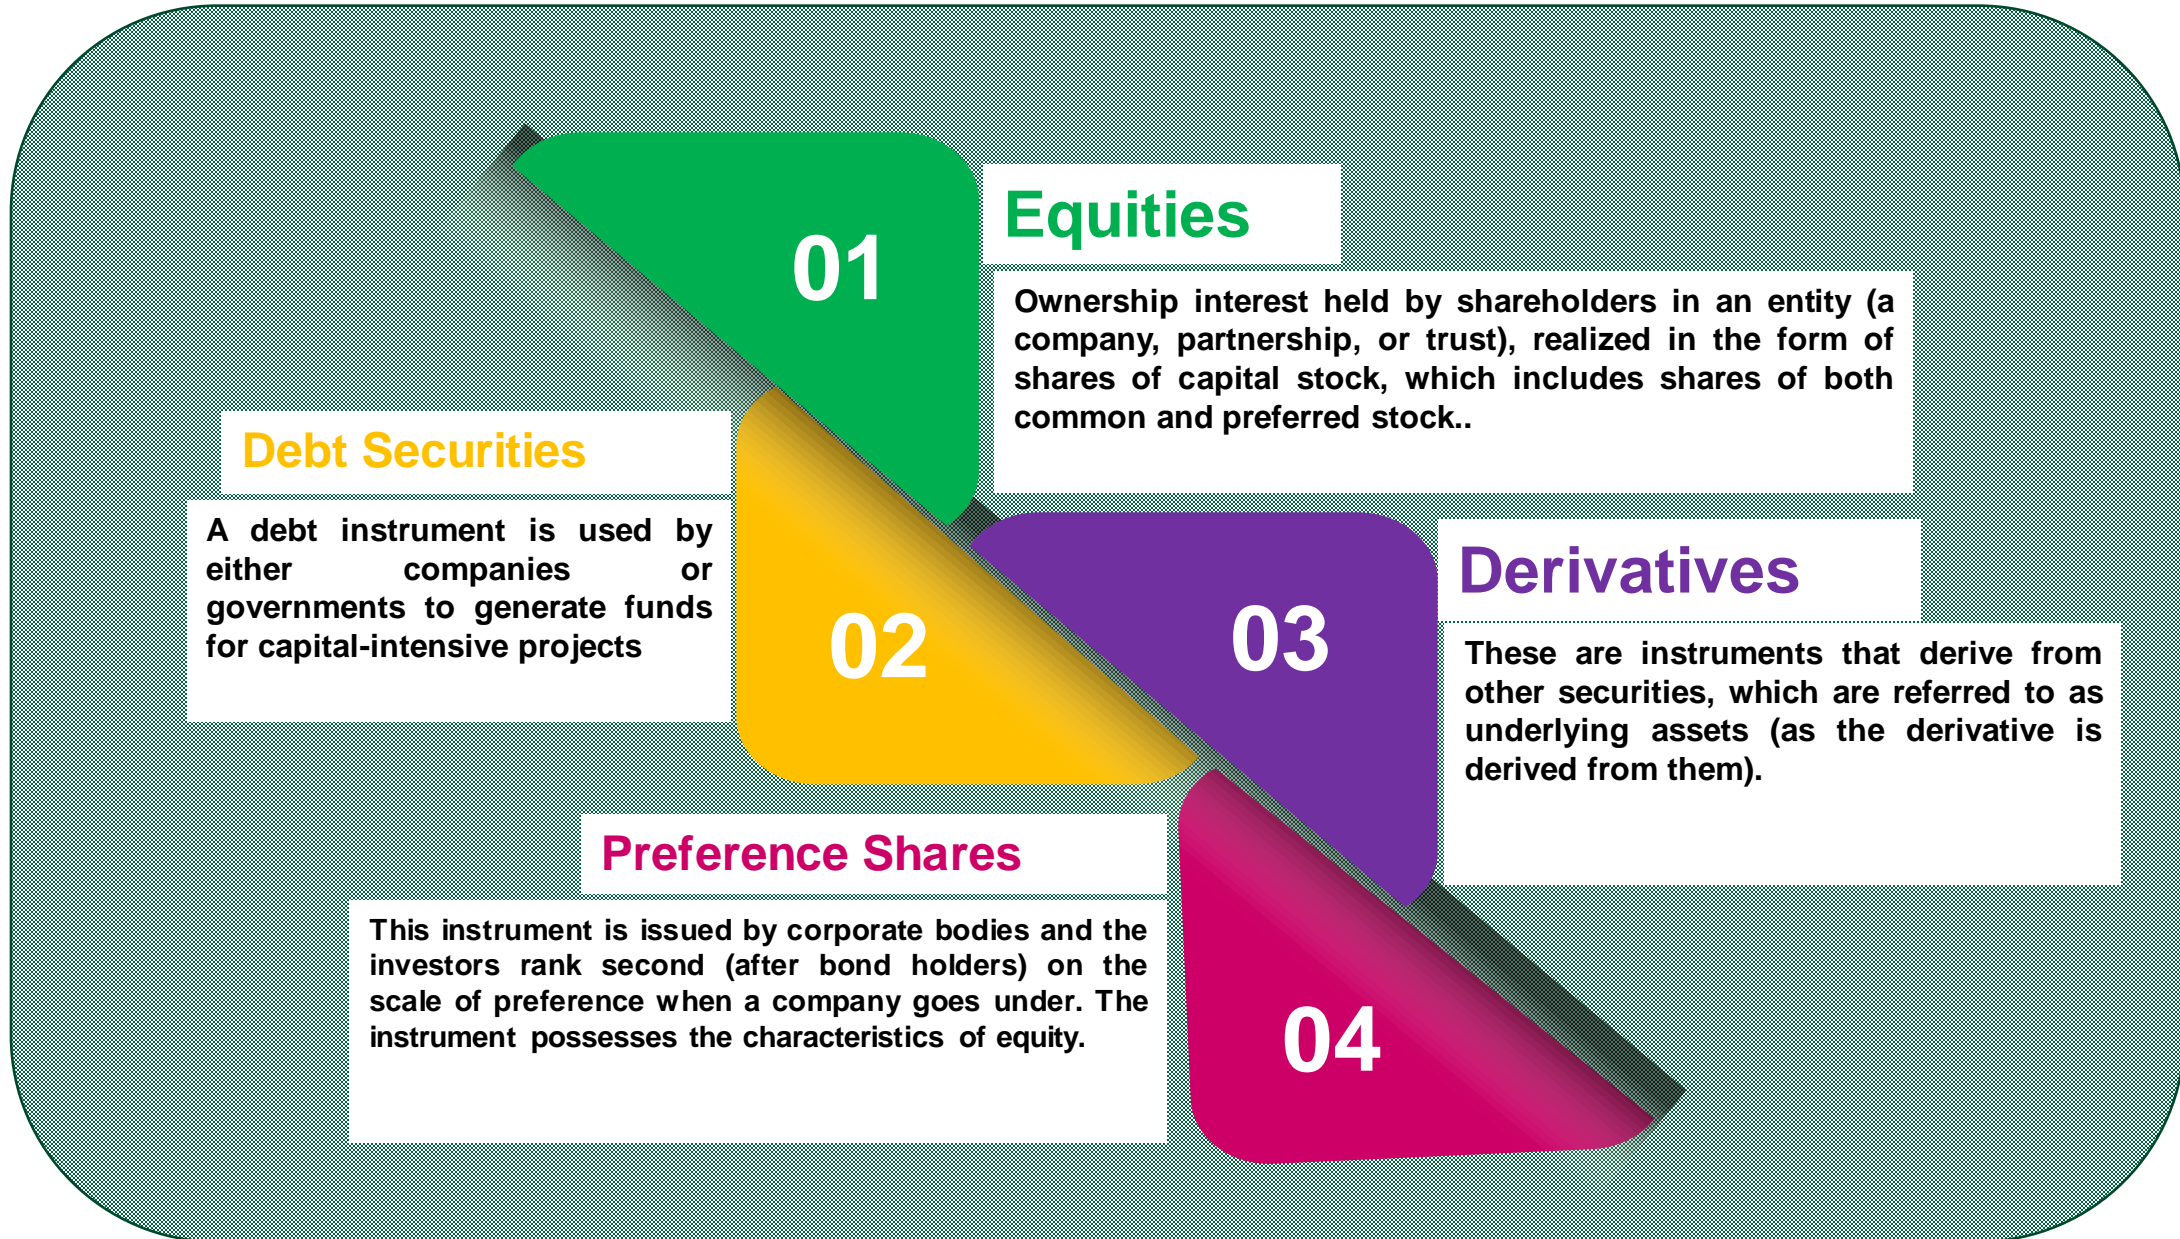 01
Equities
Ownership interest held by shareholders in an entity (a
company, partnership, or trust), realized in the form of
shares of capital stock, which includes shares of both
common and preferred stock..
Debt Securities
A debt instrument is used by
either companies or
governments to generate funds
for capital-intensive projects
02
03
Derivatives
These are instruments that derive from
other securities, which are referred to as
underlying assets (as the derivative is
derived from them).
Preference Shares
This instrument is issued by corporate bodies and the
investors rank second (after bond holders) on the
scale of preference when a company goes under. The
instrument possesses the characteristics of equity.
04